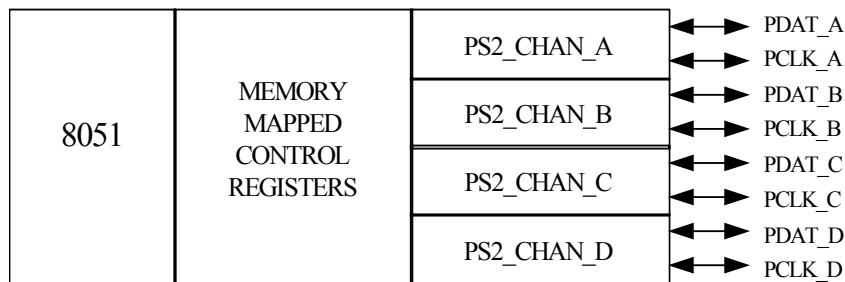 8051
MEMORY
MAPPED
CONTROL
REGISTERS
PS2_CHAN_A
PS2_CHAN_B
PS2_CHAN_C
PS2_CHAN_D
PDAT_A
PCLK_A
PDAT_B
PCLK_B
PDAT_C
PCLK_C
PDAT_D
PCLK_D